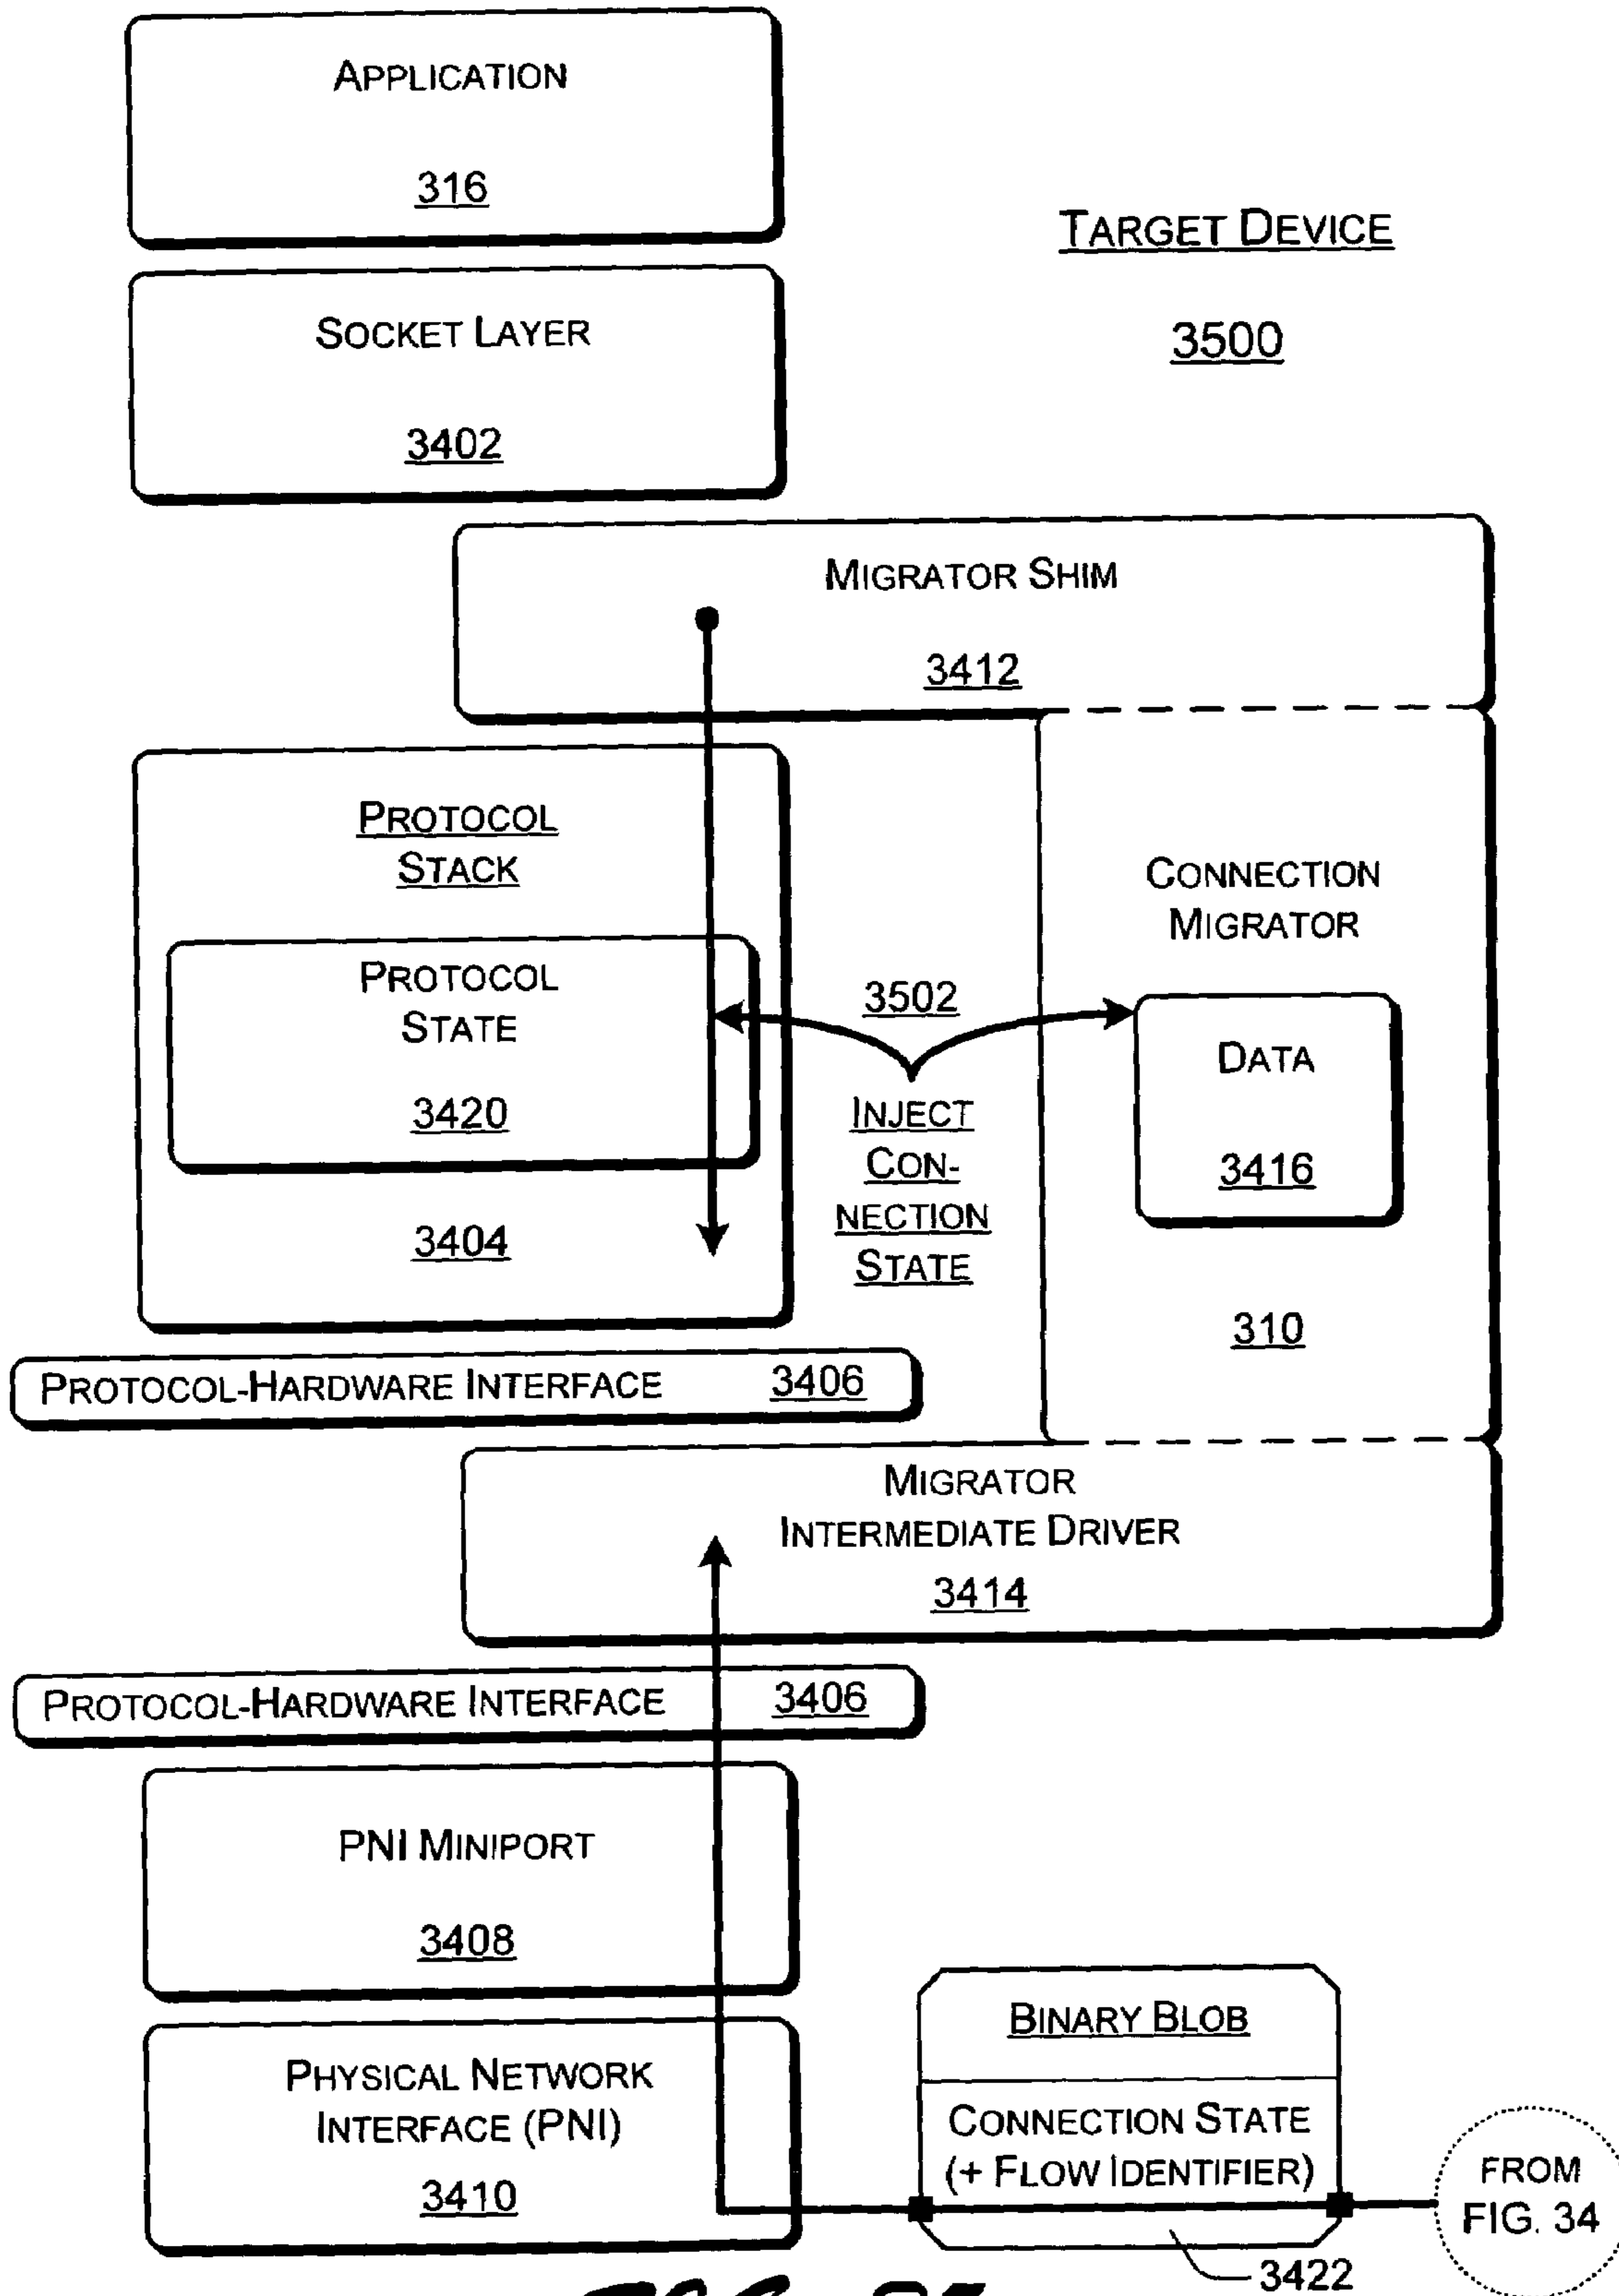 APPLICATION
316
TARGET DEVICE
3500
SOCKET LAYER
3402
MIGRATOR SHIM
3412
PROTOCOL
STACK
CONNECTION
MIGRATOR
PROTOCOL
STATE
3420
3404
3502
INJECT
CON-
NECTION
STATE
DATA
3416
310
PROTOCOL-HARDWARE INTERFACE 3406
MIGRATOR
INTERMEDIATE DRIVER
3414
PROTOCOL-HARDWARE INTERFACE 3406
PNI MINIPORT
3408
PHYSICAL NETWORK
INTERFACE (PNI)
3410
BINARY BLOB
CONNECTION STATE
(+ FLOW IDENTIFIER)
FROM
FIG. 34
3422